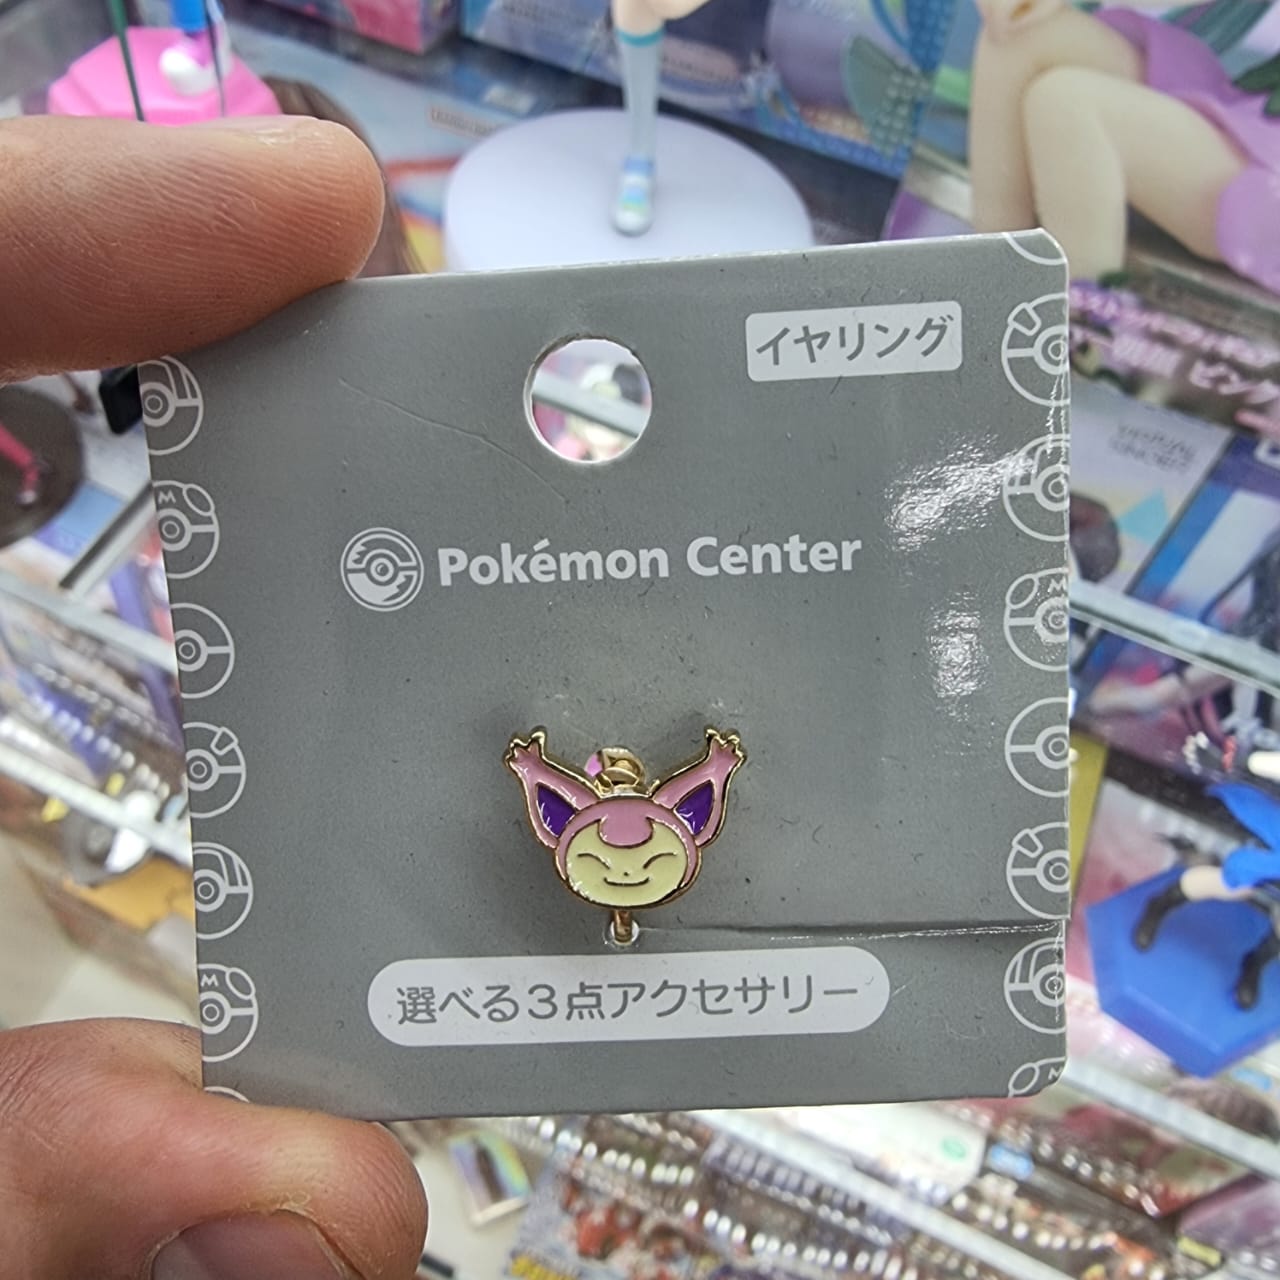 イヤリング
Pokémon Center
選べる3点アクセサリー